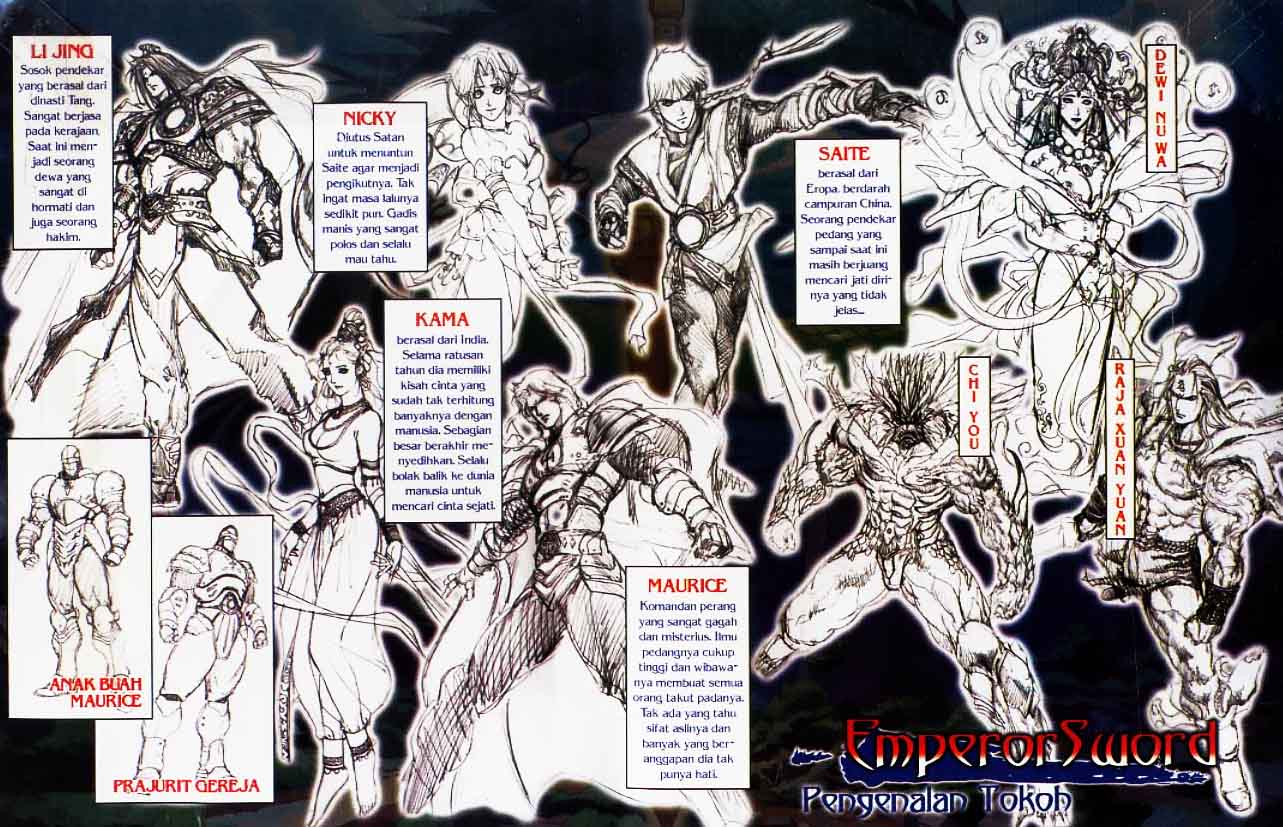 LI JING
Sosok pendekar
yang berasal dari
dinasti Tang.
Sangat berjasa
pada kerajaan.
Saat ini men-
jadi seorang
dewa yang
sangat di
hormati dan
juga seorang
hakim.
NICKY
Diutus Satan
untuk menuntun
Saite agar menjadi
pengikutnya. Tak
ingat masa lalunya
sedikit pun. Gadis
manis yang sangat
polos dan selalu
mau tahu.
SAITE
berasal dari
Eropa, berdarah
campuran China.
Seorang pendekar
pedang yang
sampai saat ini
masih berjuang
mencari jati diri-
nya yang tidak
jelas...
DEWI NU WA
KAMA
berasal dari India.
Selama ratusan
tahun dia memiliki
kisah cinta yang
sudah tak terhitung
banyaknya dengan
manusia. Sebagian
besar berakhir me-
nyedihkan. Selalu
bolak balik ke dunia
manusia untuk
mencari cinta sejati.
CHI YOU
RAJA XUAN YUAN
MAURICE
Komandan perang
yang sangat gagah
dan misterius. Ilmu
pedangnya cukup
tinggi dan wibawa-
nya membuat semua
orang takut padanya.
Tak ada yang tahu
sifat aslinya dan
banyak yang ber-
anggapan dia tak
punya hati.
ANAK BUAH
MAURICE
PRAJURIT GEREJA
EmperorSword
Pengenalan Tokoh